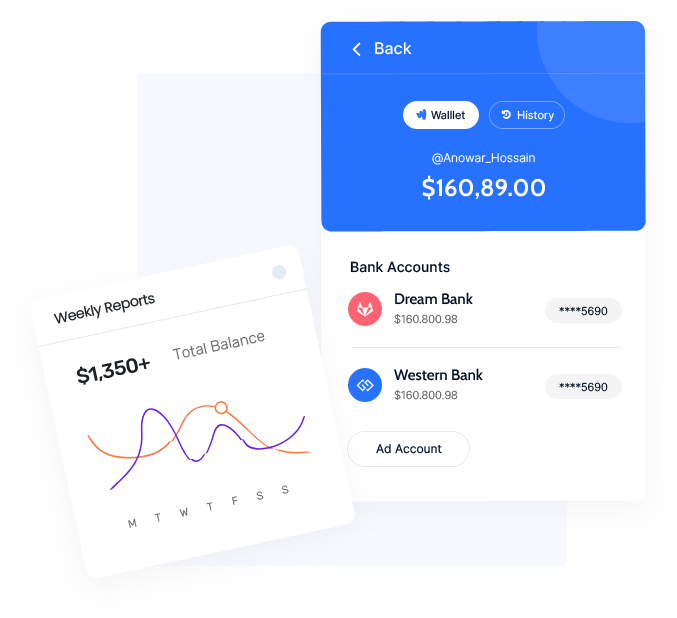 Back
Walllet
History
@Anowar_Hossain
$160,89.00
Bank Accounts
Dream Bank
$160.800.98
****5690
Western Bank
$160.800.98
****5690
Ad Account
Weekly Reports
$1,350+
Total Balance
M T W T F S S